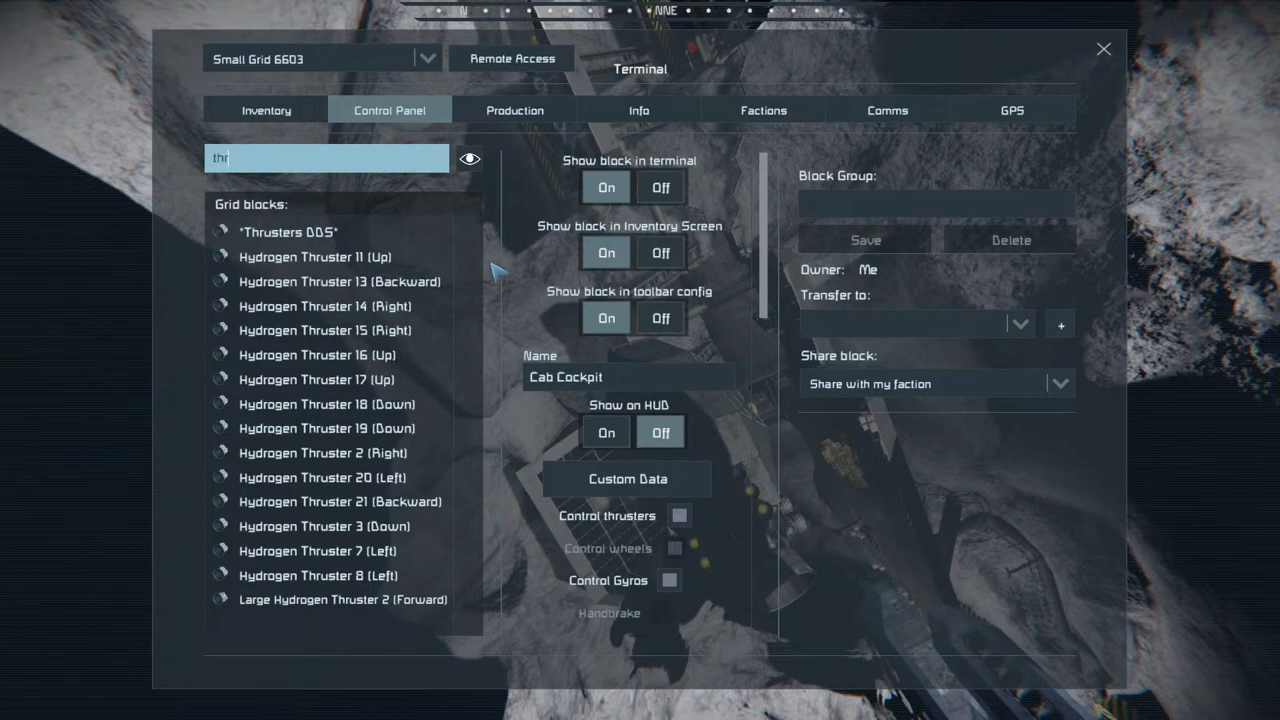 N NNE
Small Grid 6603
Remote Access
Terminal
Inventory
Control Panel
Production
Info
Factions
Comms
GPS
thr
Grid blocks:
*Thrusters DDS*
Hydrogen Thruster 11 (Up)
Hydrogen Thruster 13 (Backward)
Hydrogen Thruster 14 (Right)
Hydrogen Thruster 15 (Right)
Hydrogen Thruster 16 (Up)
Hydrogen Thruster 17 (Up)
Hydrogen Thruster 18 (Down)
Hydrogen Thruster 19 (Down)
Hydrogen Thruster 2 (Right)
Hydrogen Thruster 20 (Left)
Hydrogen Thruster 21 (Backward)
Hydrogen Thruster 3 (Down)
Hydrogen Thruster 7 (Left)
Hydrogen Thruster 8 (Left)
Large Hydrogen Thruster 2 (Forward)
Show block in terminal
On Off
Show block in Inventory Screen
On Off
Show block in toolbar config
On Off
Name
Cab Cockpit
Show on HUD
On Off
Custom Data
Control thrusters
Control wheels
Control Gyros
Handbrake
Block Group:
Save
Delete
Owner: Me
Transfer to:
+
Share block:
Share with my faction